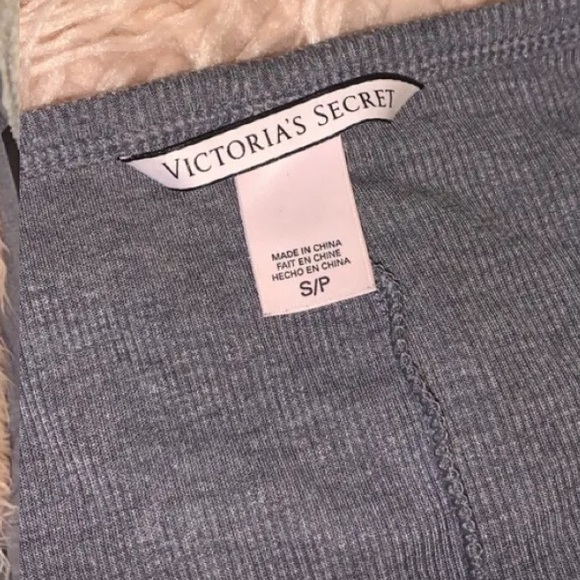 VICTORIA'S SECRET
MADE IN CHINA
FAIT EN CHINE
HECHO EN CHINA
S/P